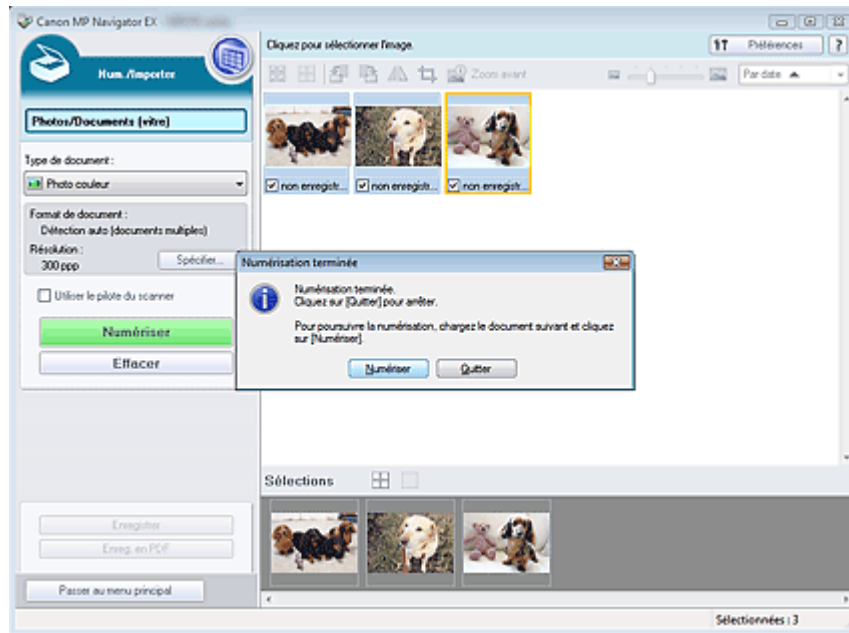 Canon MP Navigator EX
Num./Importer
Photos/Documents (vitre)
Type de document :
Photo couleur
Format de document :
Détection auto (documents multiples)
Résolution :
300 ppp
Spécifier...
Utiliser le pilote du scanner
Numériser
Effacer
Enregistrer
Enreg. en PDF
Passer au menu principal
Cliquez pour sélectionner l'image.
Préférences
?
Zoom avant
Par date
non enregistr...
non enregistr...
non enregistr...
Numérisation terminée
Numérisation terminée.
Cliquez sur [Quitter] pour arrêter.
Pour poursuivre la numérisation, chargez le document suivant et cliquez
sur [Numériser].
Numériser
Quitter
Sélections
Sélectionnées : 3